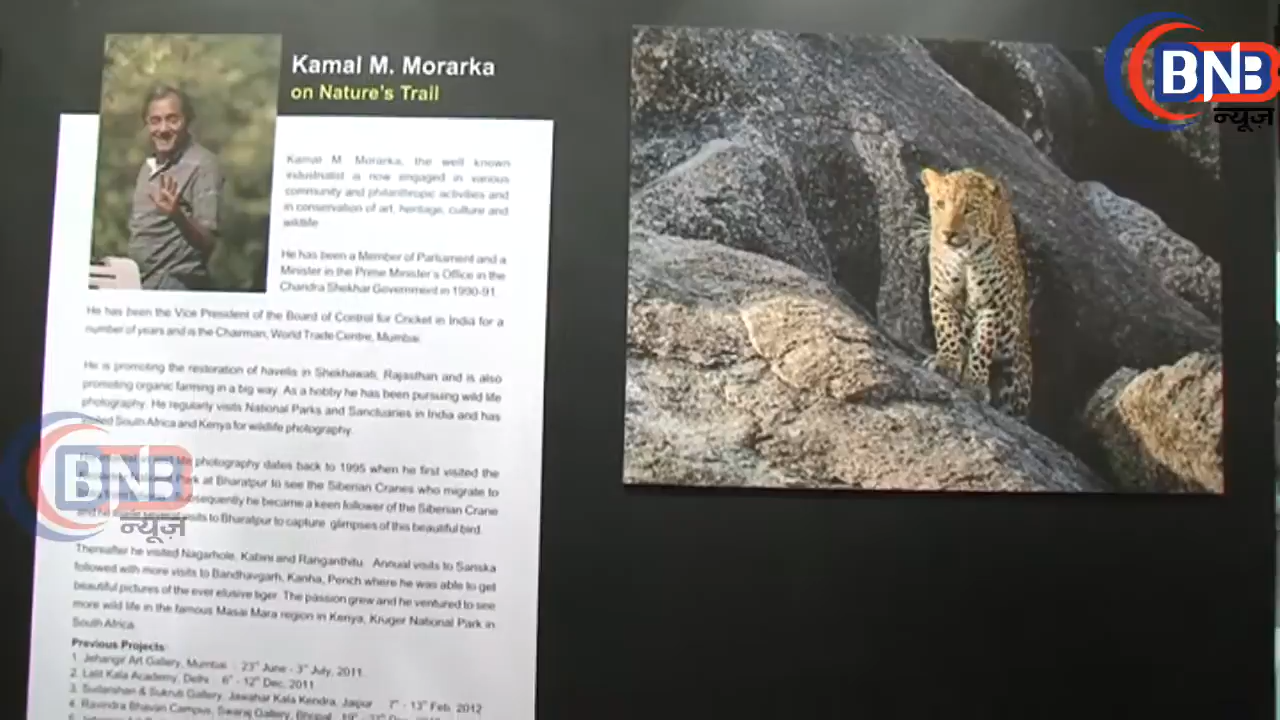 BNB
न्यूज़
Kamal M. Morarka
on Nature's Trail
Kamal M. Morarka, the well known
industrialist is now engaged in various
community and philanthropic activities and
in conservation of art, heritage, culture and
wildlife
He has been a Member of Parliament and a
Minister in the Prime Minister's Office in the
Chandra Shekhar Government in 1990-91.
He has been the Vice President of the Board of Control for Cricket in India for a
number of years and is the Chairman, World Trade Centre, Mumbai.
He is promoting the restoration of havelis in Shekhawati, Rajasthan and is also
promoting organic farming in a big way. As a hobby he has been pursuing wild life
photography. He regularly visits National Parks and Sanctuaries in India and has
visited South Africa and Kenya for wildlife photography.
life photography dates back to 1995 when he first visited the
Park at Bharatpur to see the Siberian Cranes who migrate to
subsequently he became a keen follower of the Siberian Crane
and he made several visits to Bharatpur to capture glimpses of this beautiful bird.
BNB
न्यूज़
Thereafter he visited Nagarhole, Kabini and Ranganthitu. Annual visits to Sariska
followed with more visits to Bandhavgarh, Kanha, Pench where he was able to get
beautiful pictures of the ever elusive tiger. The passion grew and he ventured to see
more wild life in the famous Masai Mara region in Kenya, Kruger National Park in
South Africa.
Previous Projects
1. Jehangir Art Gallery, Mumbai - 23rd June - 3rd July, 2011.
2. Lalit Kala Academy, Delhi 6th - 12th Dec, 2011
3. Sudarshan & Sukruti Gallery, Jawahar Kala Kendra, Jaipur 7th - 13th Feb. 2012
4. Ravindra Bhavan Campus, Swaraj Gallery, Bhopal